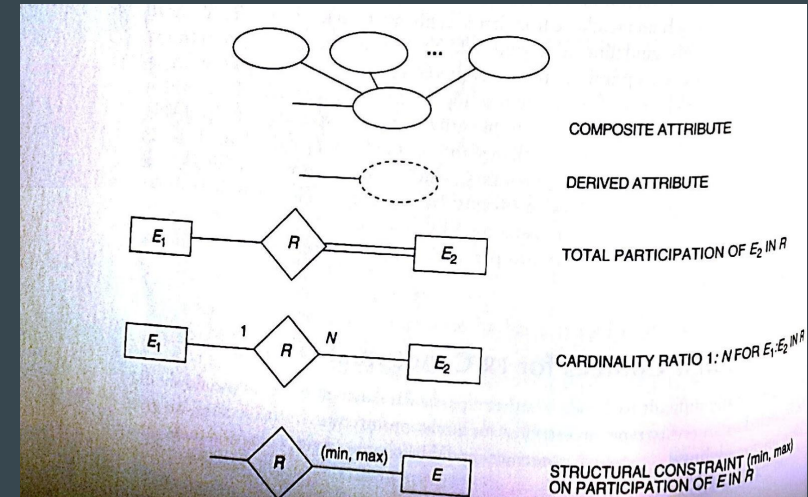 ...
COMPOSITE ATTRIBUTE
DERIVED ATTRIBUTE
E₁ R E₂
TOTAL PARTICIPATION OF E₂ IN R
E₁ 1 R N E₂
CARDINALITY RATIO 1: N FOR E₁:E₂ IN R
R (min, max) E
STRUCTURAL CONSTRAINT (min, max)
ON PARTICIPATION OF E IN R